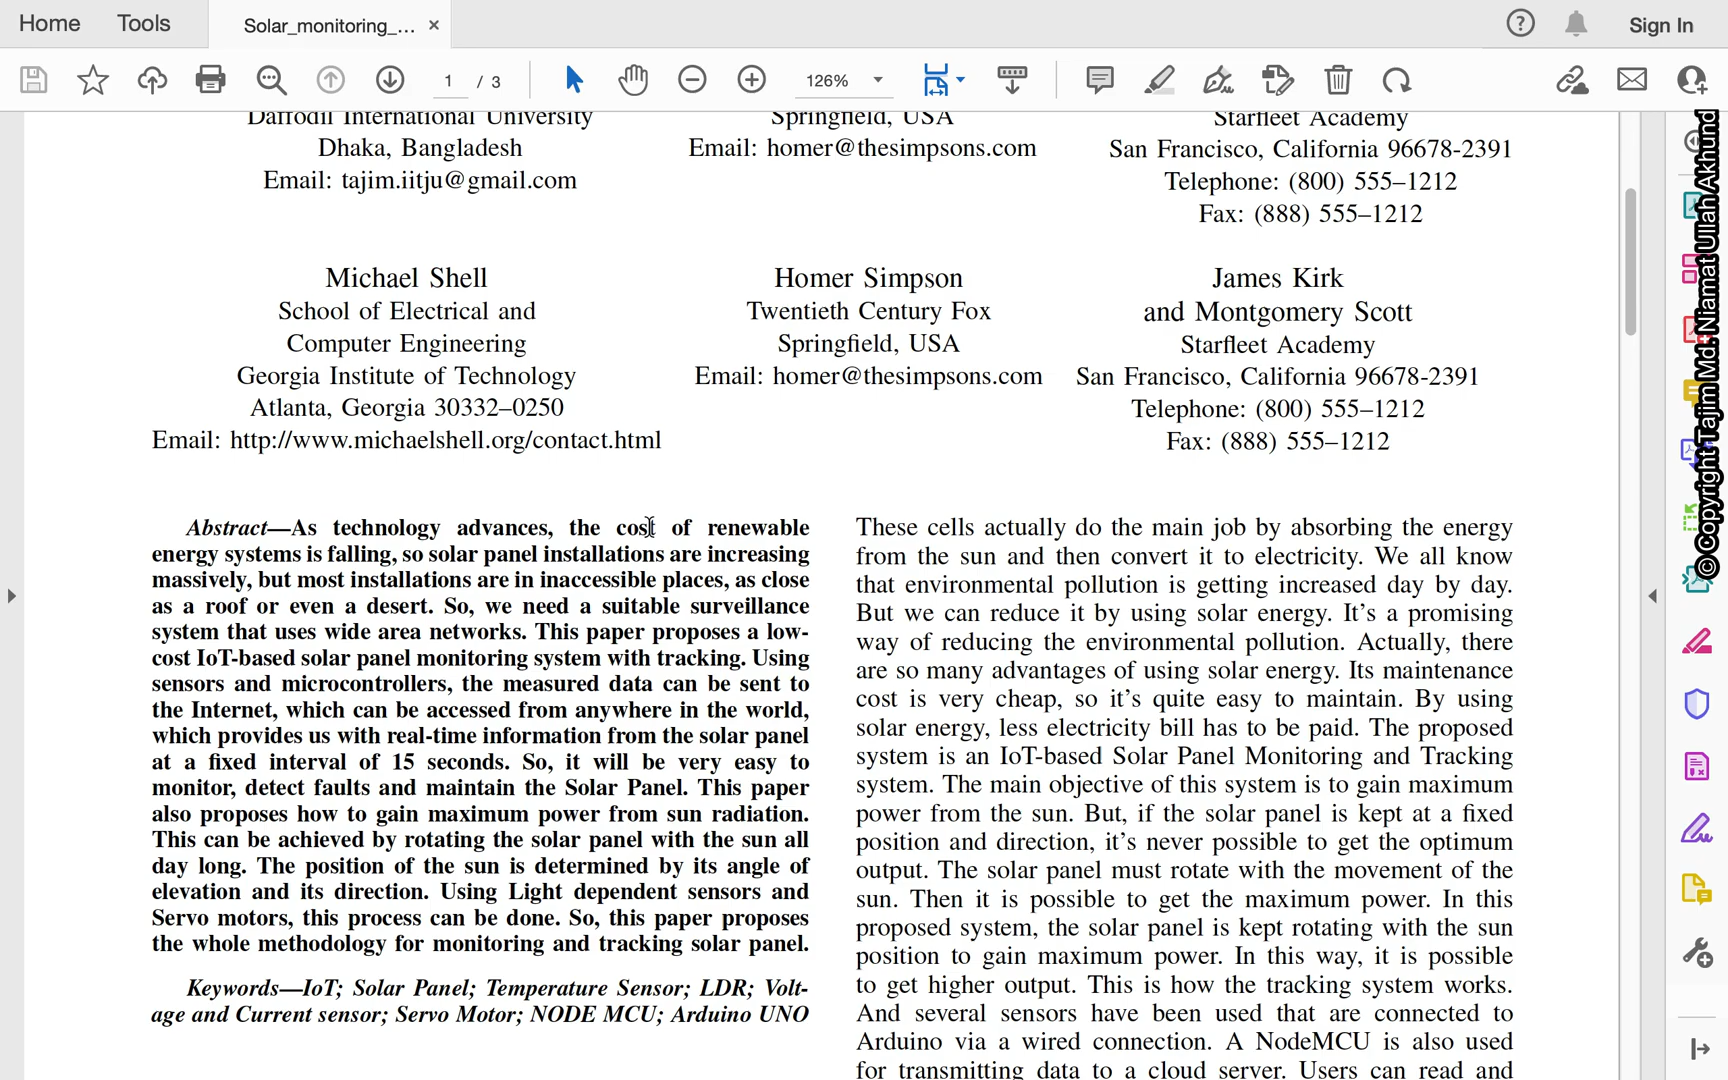 Home Tools Solar_monitoring_... × Sign In
1 / 3 126%
Daffodil International University
Dhaka, Bangladesh
Email: tajim.iitju@gmail.com
Springfield, USA
Email: homer@thesimpsons.com
Starfleet Academy
San Francisco, California 96678-2391
Telephone: (800) 555–1212
Fax: (888) 555–1212
Michael Shell
School of Electrical and
Computer Engineering
Georgia Institute of Technology
Atlanta, Georgia 30332–0250
Email: http://www.michaelshell.org/contact.html
Homer Simpson
Twentieth Century Fox
Springfield, USA
Email: homer@thesimpsons.com
James Kirk
and Montgomery Scott
Starfleet Academy
San Francisco, California 96678-2391
Telephone: (800) 555–1212
Fax: (888) 555–1212
Abstract—As technology advances, the cost of renewable
energy systems is falling, so solar panel installations are increasing
massively, but most installations are in inaccessible places, as close
as a roof or even a desert. So, we need a suitable surveillance
system that uses wide area networks. This paper proposes a low-
cost IoT-based solar panel monitoring system with tracking. Using
sensors and microcontrollers, the measured data can be sent to
the Internet, which can be accessed from anywhere in the world,
which provides us with real-time information from the solar panel
at a fixed interval of 15 seconds. So, it will be very easy to
monitor, detect faults and maintain the Solar Panel. This paper
also proposes how to gain maximum power from sun radiation.
This can be achieved by rotating the solar panel with the sun all
day long. The position of the sun is determined by its angle of
elevation and its direction. Using Light dependent sensors and
Servo motors, this process can be done. So, this paper proposes
the whole methodology for monitoring and tracking solar panel.
Keywords—IoT; Solar Panel; Temperature Sensor; LDR; Volt-
age and Current sensor; Servo Motor; NODE MCU; Arduino UNO
These cells actually do the main job by absorbing the energy
from the sun and then convert it to electricity. We all know
that environmental pollution is getting increased day by day.
But we can reduce it by using solar energy. It's a promising
way of reducing the environmental pollution. Actually, there
are so many advantages of using solar energy. Its maintenance
cost is very cheap, so it's quite easy to maintain. By using
solar energy, less electricity bill has to be paid. The proposed
system is an IoT-based Solar Panel Monitoring and Tracking
system. The main objective of this system is to gain maximum
power from the sun. But, if the solar panel is kept at a fixed
position and direction, it's never possible to get the optimum
output. The solar panel must rotate with the movement of the
sun. Then it is possible to get the maximum power. In this
proposed system, the solar panel is kept rotating with the sun
position to gain maximum power. In this way, it is possible
to get higher output. This is how the tracking system works.
And several sensors have been used that are connected to
Arduino via a wired connection. A NodeMCU is also used
for transmitting data to a cloud server. Users can read and
©Copyright Tajim Md. Niamat Ullah Akhund